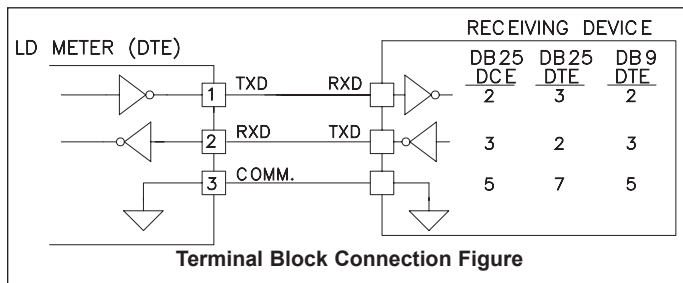 RECEIVING DEVICE
LD METER (DTE)
DB25 DB25 DB9
DCE DTE DTE
1 TXD RXD 2 3 2
2 RXD TXD 3 2 3
3 COMM. 5 7 5
Terminal Block Connection Figure